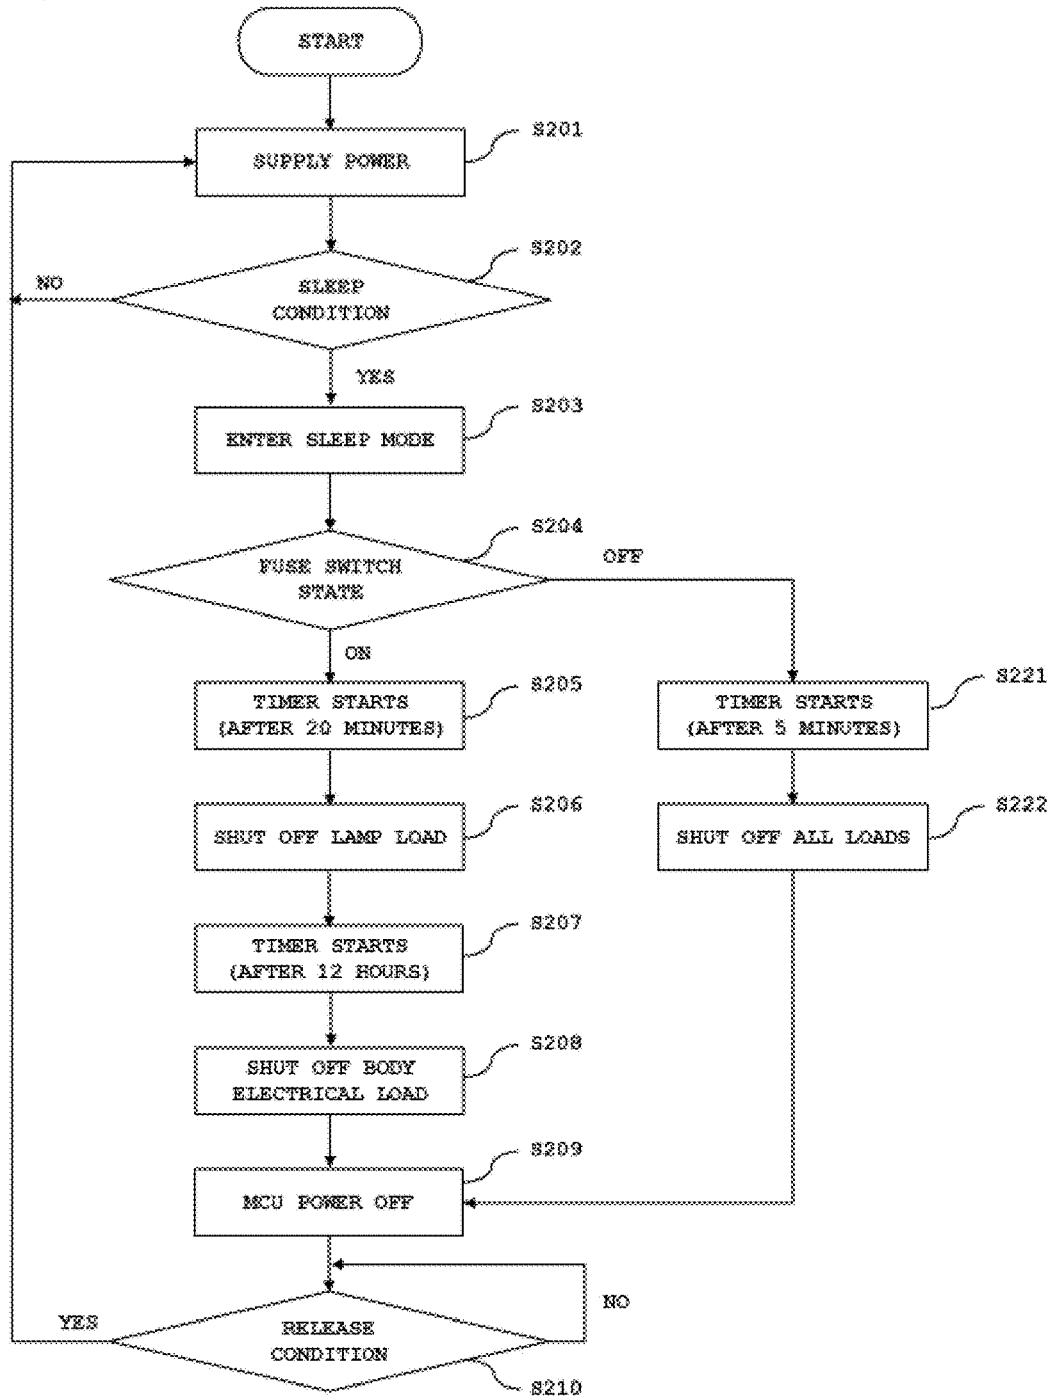 START
S201
SUPPLY POWER
S202
NO
SLEEP
CONDITION
YES
S203
ENTER SLEEP MODE
S204
FUSE SWITCH
STATE
OFF
ON
S205
TIMER STARTS
(AFTER 20 MINUTES)
S221
TIMER STARTS
(AFTER 5 MINUTES)
S206
SHUT OFF LAMP LOAD
S222
SHUT OFF ALL LOADS
S207
TIMER STARTS
(AFTER 12 HOURS)
S208
SHUT OFF BODY
ELECTRICAL LOAD
S209
MCU POWER OFF
NO
YES
RELEASE
CONDITION
S210